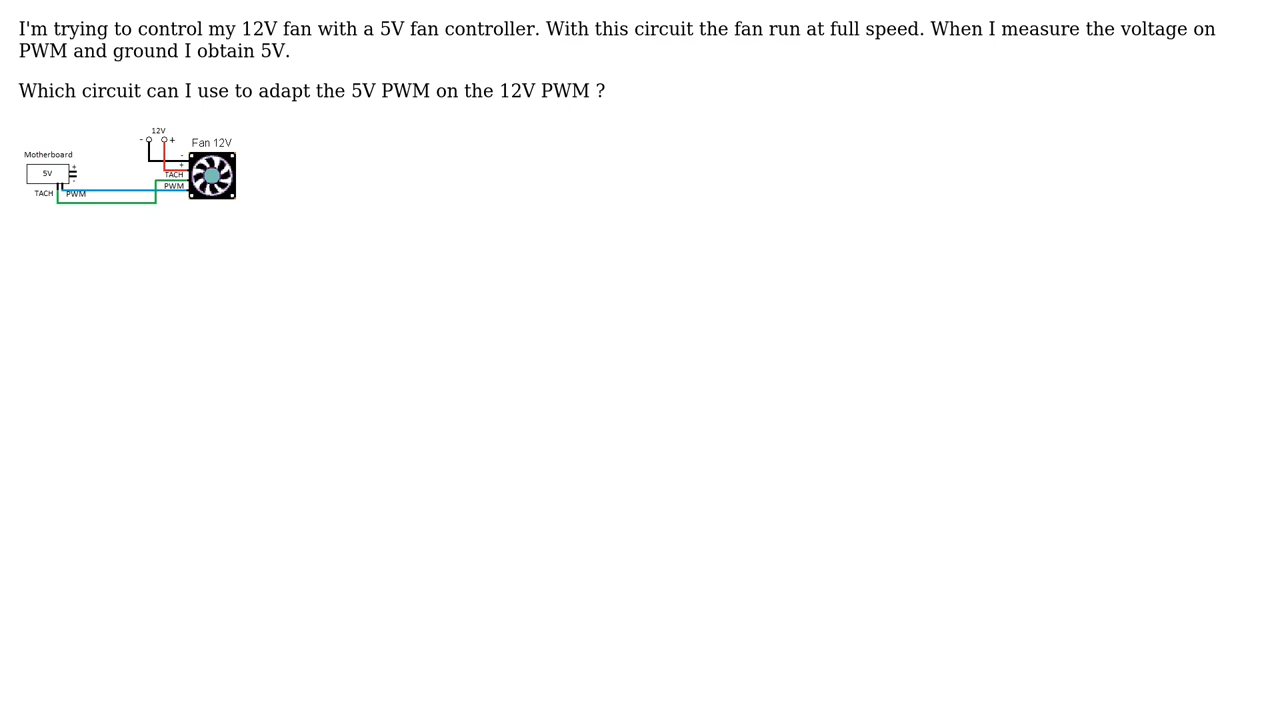 I'm trying to control my 12V fan with a 5V fan controller. With this circuit the fan run at full speed. When I measure the voltage on
PWM and ground I obtain 5V.
Which circuit can I use to adapt the 5V PWM on the 12V PWM ?
12V
- +
Fan 12V
Motherboard
-
+
5V
+
-
TACH
PWM
TACH
PWM